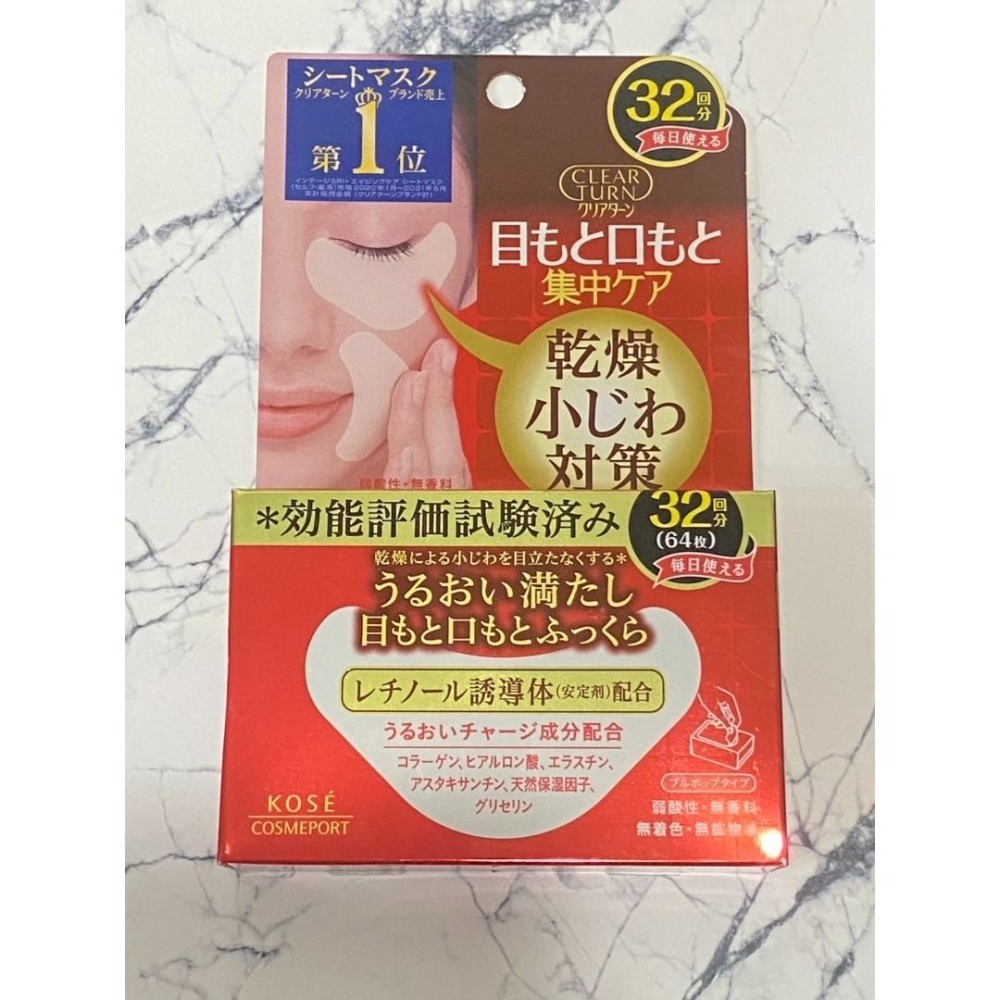 シートマスク
クリアターン ブランド売上
第1位
32回分
毎日使える
CLEAR
TURN
クリアターン
目もと口もと
集中ケア
乾燥
小じわ
対策
弱酸性・無香料
*効能評価試験済み
32回分
(64枚)
毎日使える
乾燥による小じわを目立たなくする*
うるおい満たし
目もと口もとふっくら
レチノール誘導体(安定剤)配合
うるおいチャージ成分配合
コラーゲン、ヒアルロン酸、エラスチン、
アスタキサンチン、天然保湿因子、
グリセリン
プルポップタイプ
弱酸性・無香料
無着色・無鉱物
KOSÉ
COSMEPORT